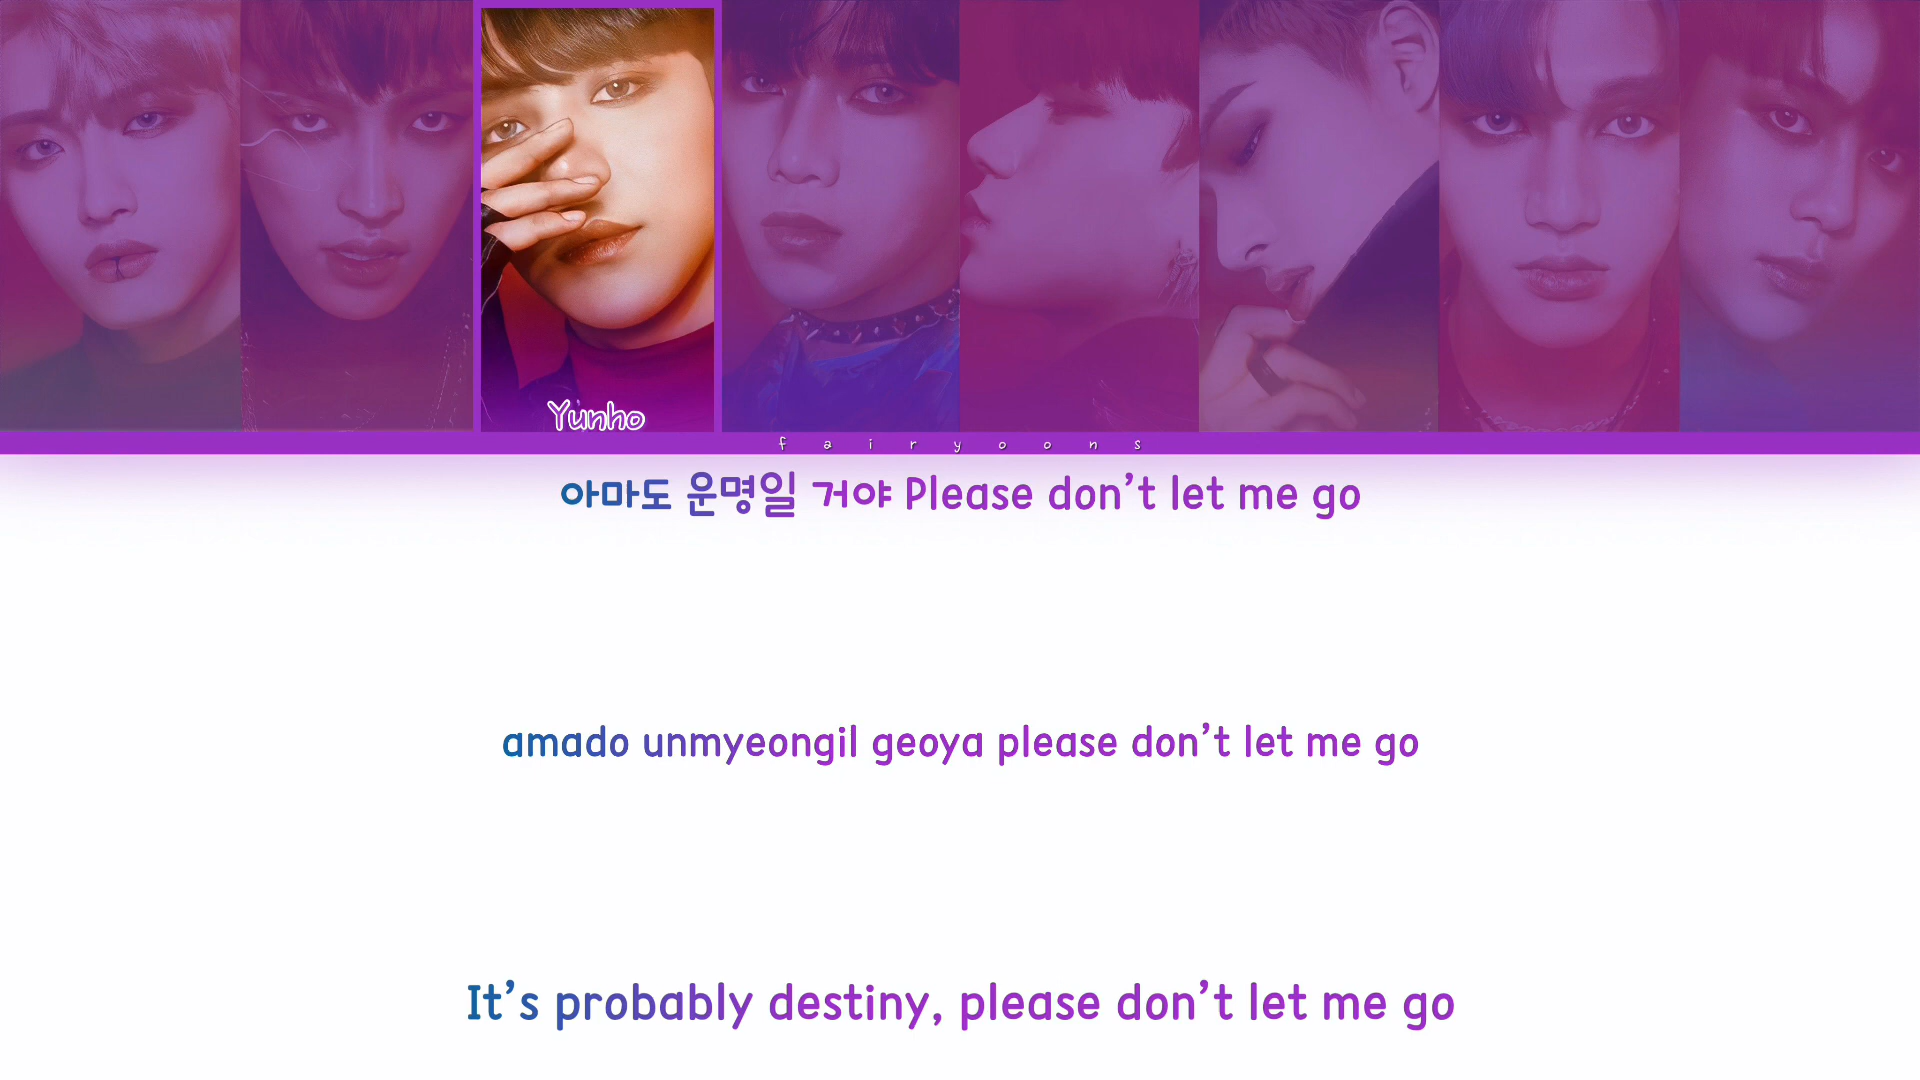 Yunho
fairyoons
아마도 운명일 거야 Please don't let me go
amado unmyeongil geoya please don't let me go
It's probably destiny, please don't let me go